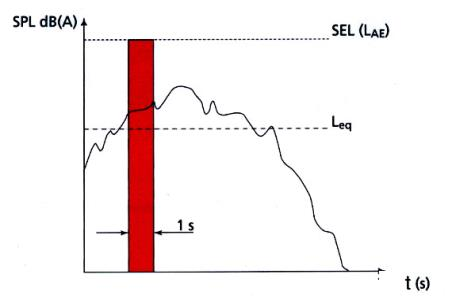 SPL dB(A)
SEL (LAE)
Leq
1 s
t (s)